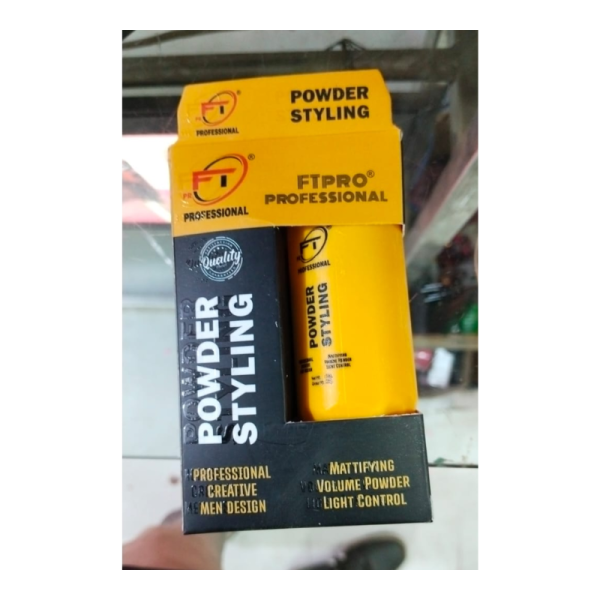 FT
PROFESSIONAL
POWDER
STYLING
FT
PROFESSIONAL
FTPRO®
PROFESSIONAL
Quality
POWDER
STYLING
FT
PROFESSIONAL
POWDER
STYLING
PROFESSIONAL
CREATIVE
MEN DESIGN
MATTIFYING
VOLUME POWDER
LIGHT CONTROL